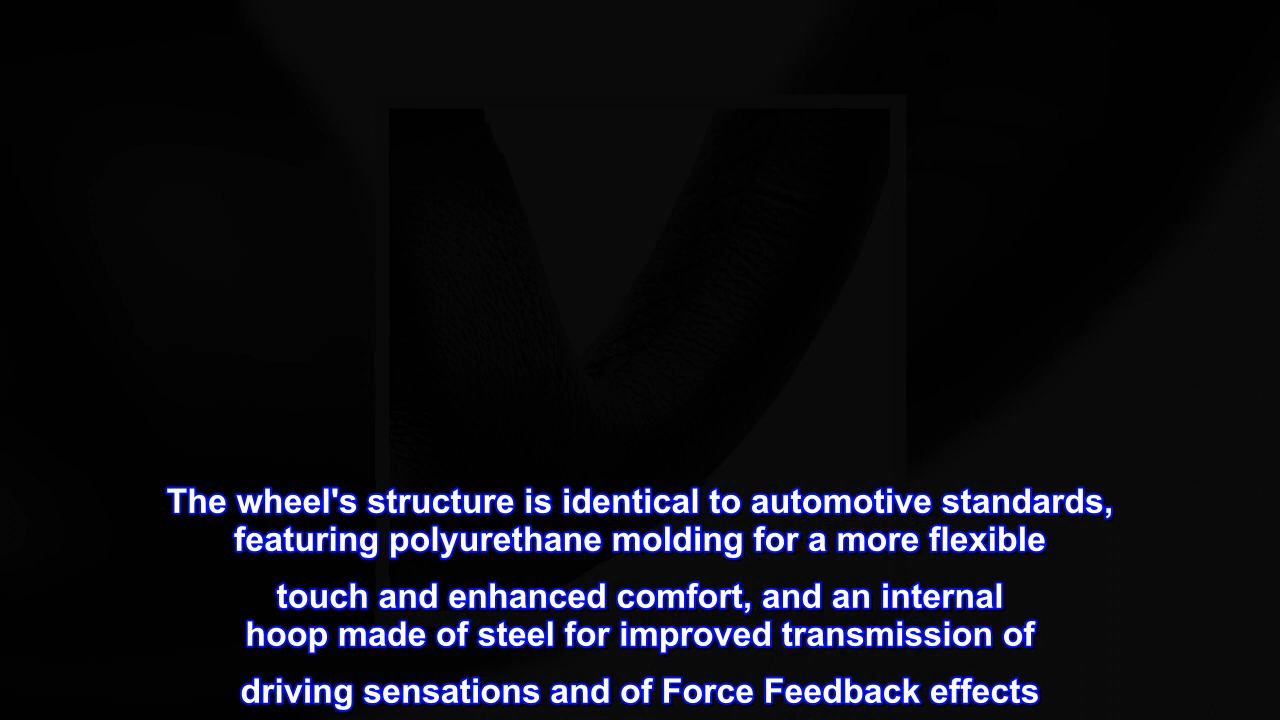 The wheel's structure is identical to automotive standards,
featuring polyurethane molding for a more flexible
touch and enhanced comfort, and an internal
hoop made of steel for improved transmission of
driving sensations and of Force Feedback effects